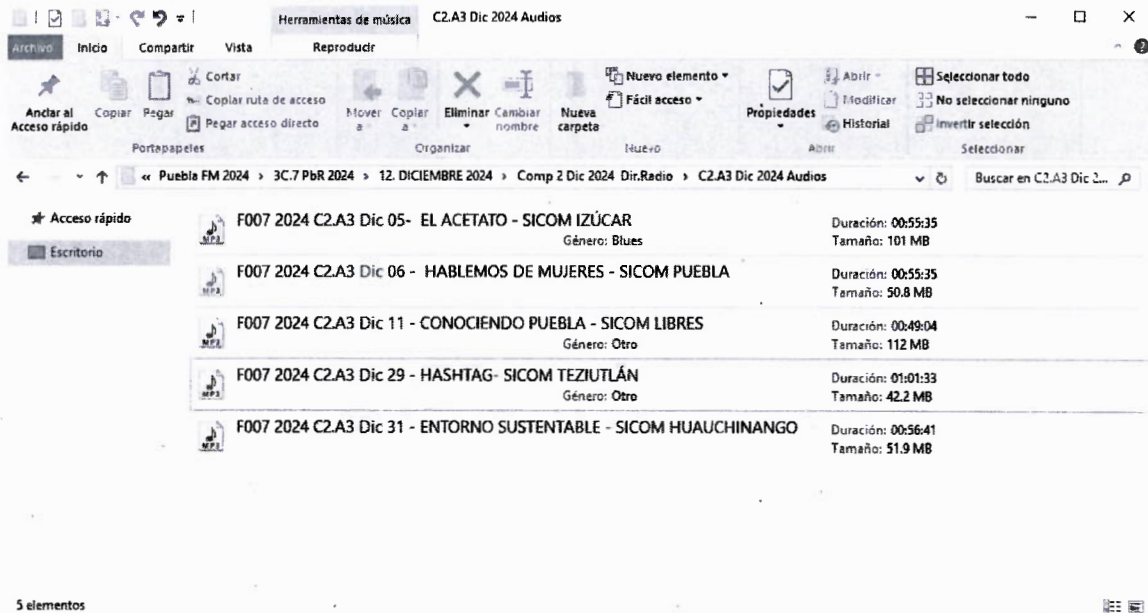 Herramientas de música C2.A3 Dic 2024 Audios
Archivo Inicio Compartir Vista Reproducir
Anclar al Acceso rápido
Copiar
Pegar
Cortar
Copiar ruta de acceso
Pegar acceso directo
Portapapeles
Mover a
Copiar a
Eliminar
Cambiar nombre
Organizar
Nueva carpeta
Nuevo elemento
Fácil acceso
Nuevo
Propiedades
Abrir
Modificar
Historial
Abrir
Seleccionar todo
No seleccionar ninguno
Invertir selección
Seleccionar
« Puebla FM 2024 › 3C.7 PbR 2024 › 12. DICIEMBRE 2024 › Comp 2 Dic 2024 Dir.Radio › C2.A3 Dic 2024 Audios
Buscar en C2.A3 Dic 2...
Acceso rápido
Escritorio
F007 2024 C2.A3 Dic 05- EL ACETATO - SICOM IZÚCAR
Género: Blues
Duración: 00:55:35
Tamaño: 101 MB
F007 2024 C2.A3 Dic 06 - HABLEMOS DE MUJERES - SICOM PUEBLA
Duración: 00:55:35
Tamaño: 50.8 MB
F007 2024 C2.A3 Dic 11 - CONOCIENDO PUEBLA - SICOM LIBRES
Género: Otro
Duración: 00:49:04
Tamaño: 112 MB
F007 2024 C2.A3 Dic 29 - HASHTAG- SICOM TEZIUTLÁN
Género: Otro
Duración: 01:01:33
Tamaño: 42.2 MB
F007 2024 C2.A3 Dic 31 - ENTORNO SUSTENTABLE - SICOM HUAUCHINANGO
Duración: 00:56:41
Tamaño: 51.9 MB
MP3
MP3
MP3
MP3
MP3
5 elementos